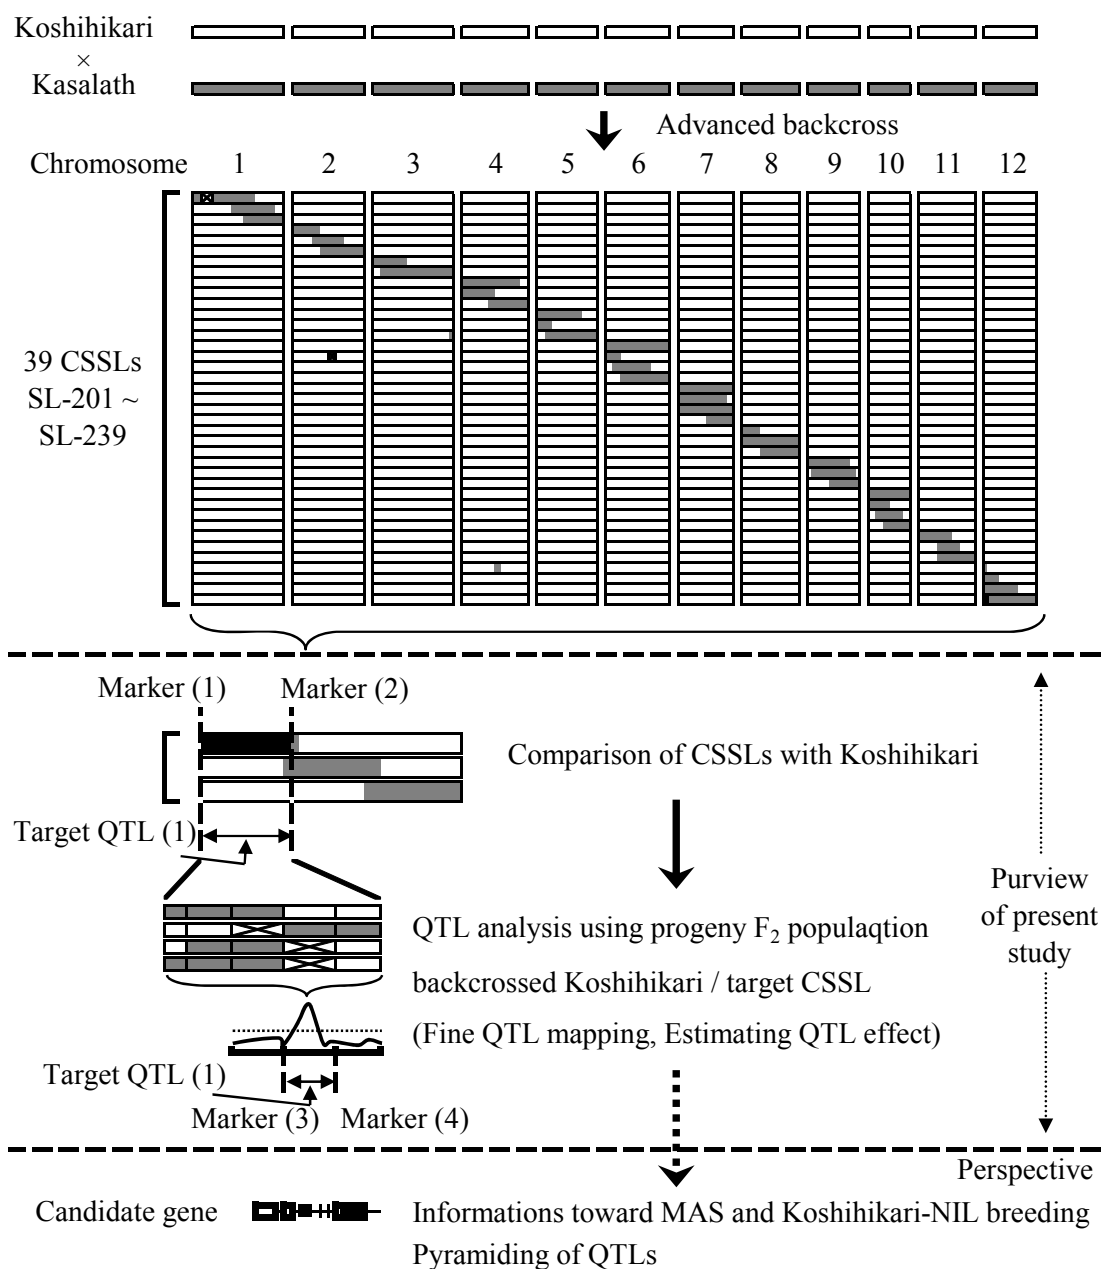 Koshihikari
×
Kasalath
Advanced backcross
Chromosome 1 2 3 4 5 6 7 8 9 10 11 12
39 CSSLs
SL-201 ~
SL-239
Marker (1) Marker (2)
Comparison of CSSLs with Koshihikari
Target QTL (1)
Purview
of present
study
QTL analysis using progeny F₂ populaqtion
backcrossed Koshihikari / target CSSL
(Fine QTL mapping, Estimating QTL effect)
Target QTL (1)
Marker (3) Marker (4)
Perspective
Candidate gene
Informations toward MAS and Koshihikari-NIL breeding
Pyramiding of QTLs